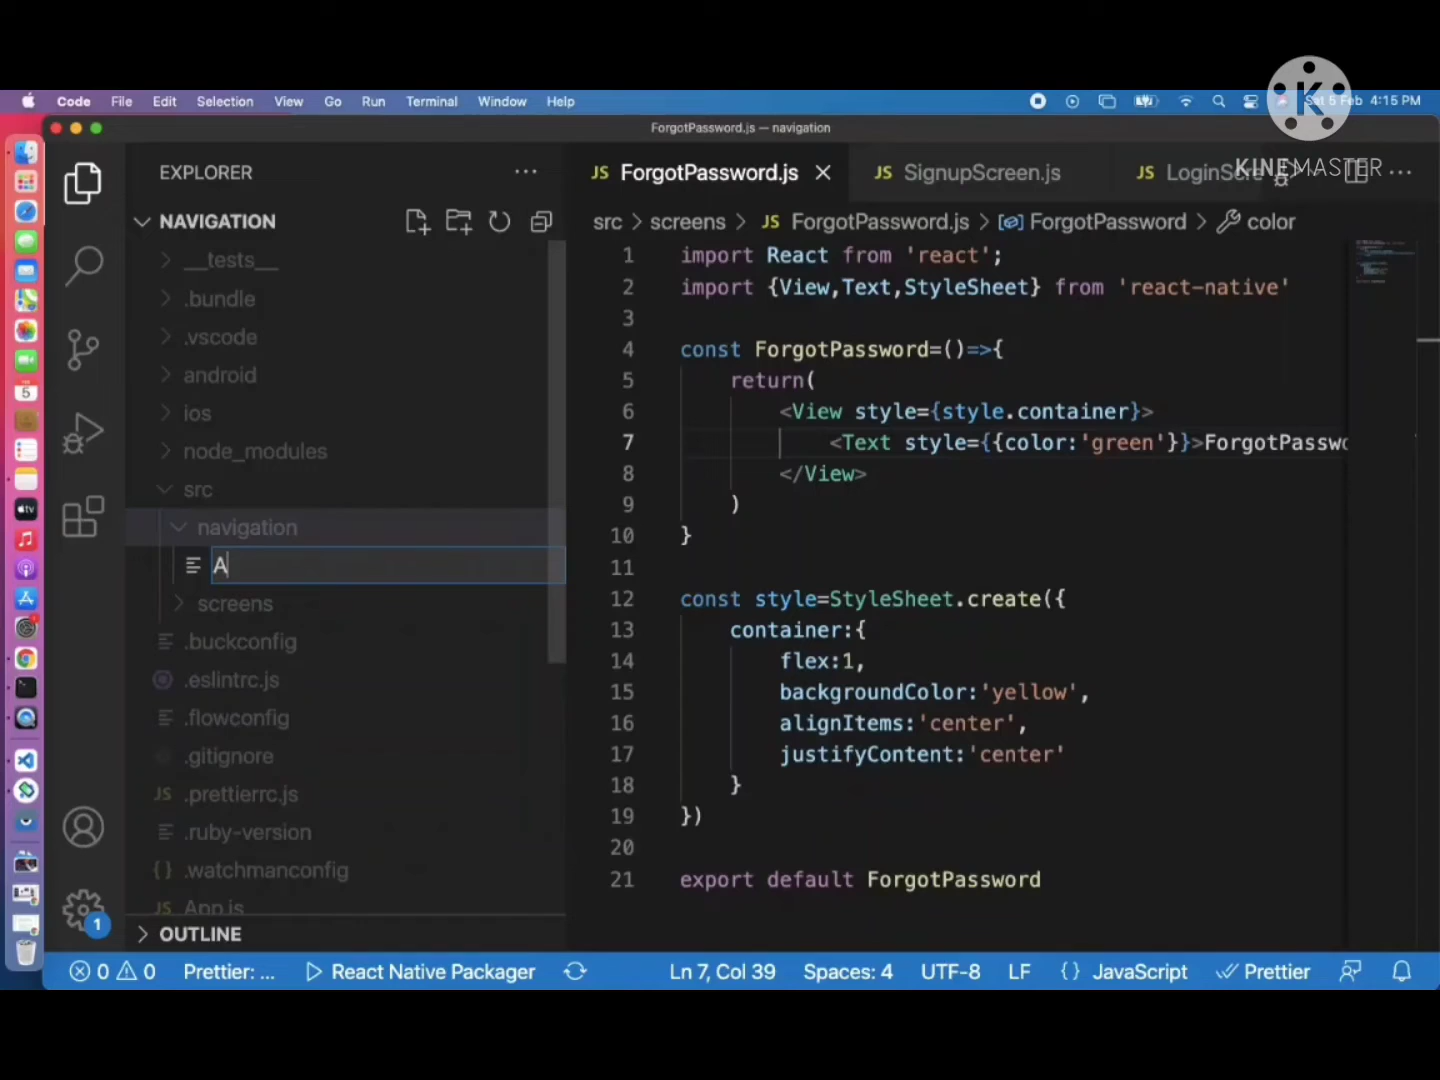 Code File Edit Selection View Go Run Terminal Window Help 4:15 PM
K
KINEMASTER
ForgotPassword.js — navigation
EXPLORER
JS ForgotPassword.js
JS SignupScreen.js
JS LoginScre
NAVIGATION
src > screens > JS ForgotPassword.js > ForgotPassword > color
__tests__
.bundle
.vscode
android
ios
node_modules
src
navigation
A
screens
.buckconfig
.eslintrc.js
.flowconfig
.gitignore
JS .prettierrc.js
.ruby-version
{} .watchmanconfig
JS App.js
OUTLINE
1 import React from 'react';
2 import {View,Text,StyleSheet} from 'react-native'
3
4 const ForgotPassword=()=>{
5 return(
6 <View style={style.container}>
7 <Text style={{color:'green'}}>ForgotPasswo
8 </View>
9 )
10 }
11
12 const style=StyleSheet.create({
13 container:{
14 flex:1,
15 backgroundColor:'yellow',
16 alignItems:'center',
17 justifyContent:'center'
18 }
19 })
20
21 export default ForgotPassword
1
0 0 Prettier: ... React Native Packager Ln 7, Col 39 Spaces: 4 UTF-8 LF {} JavaScript Prettier